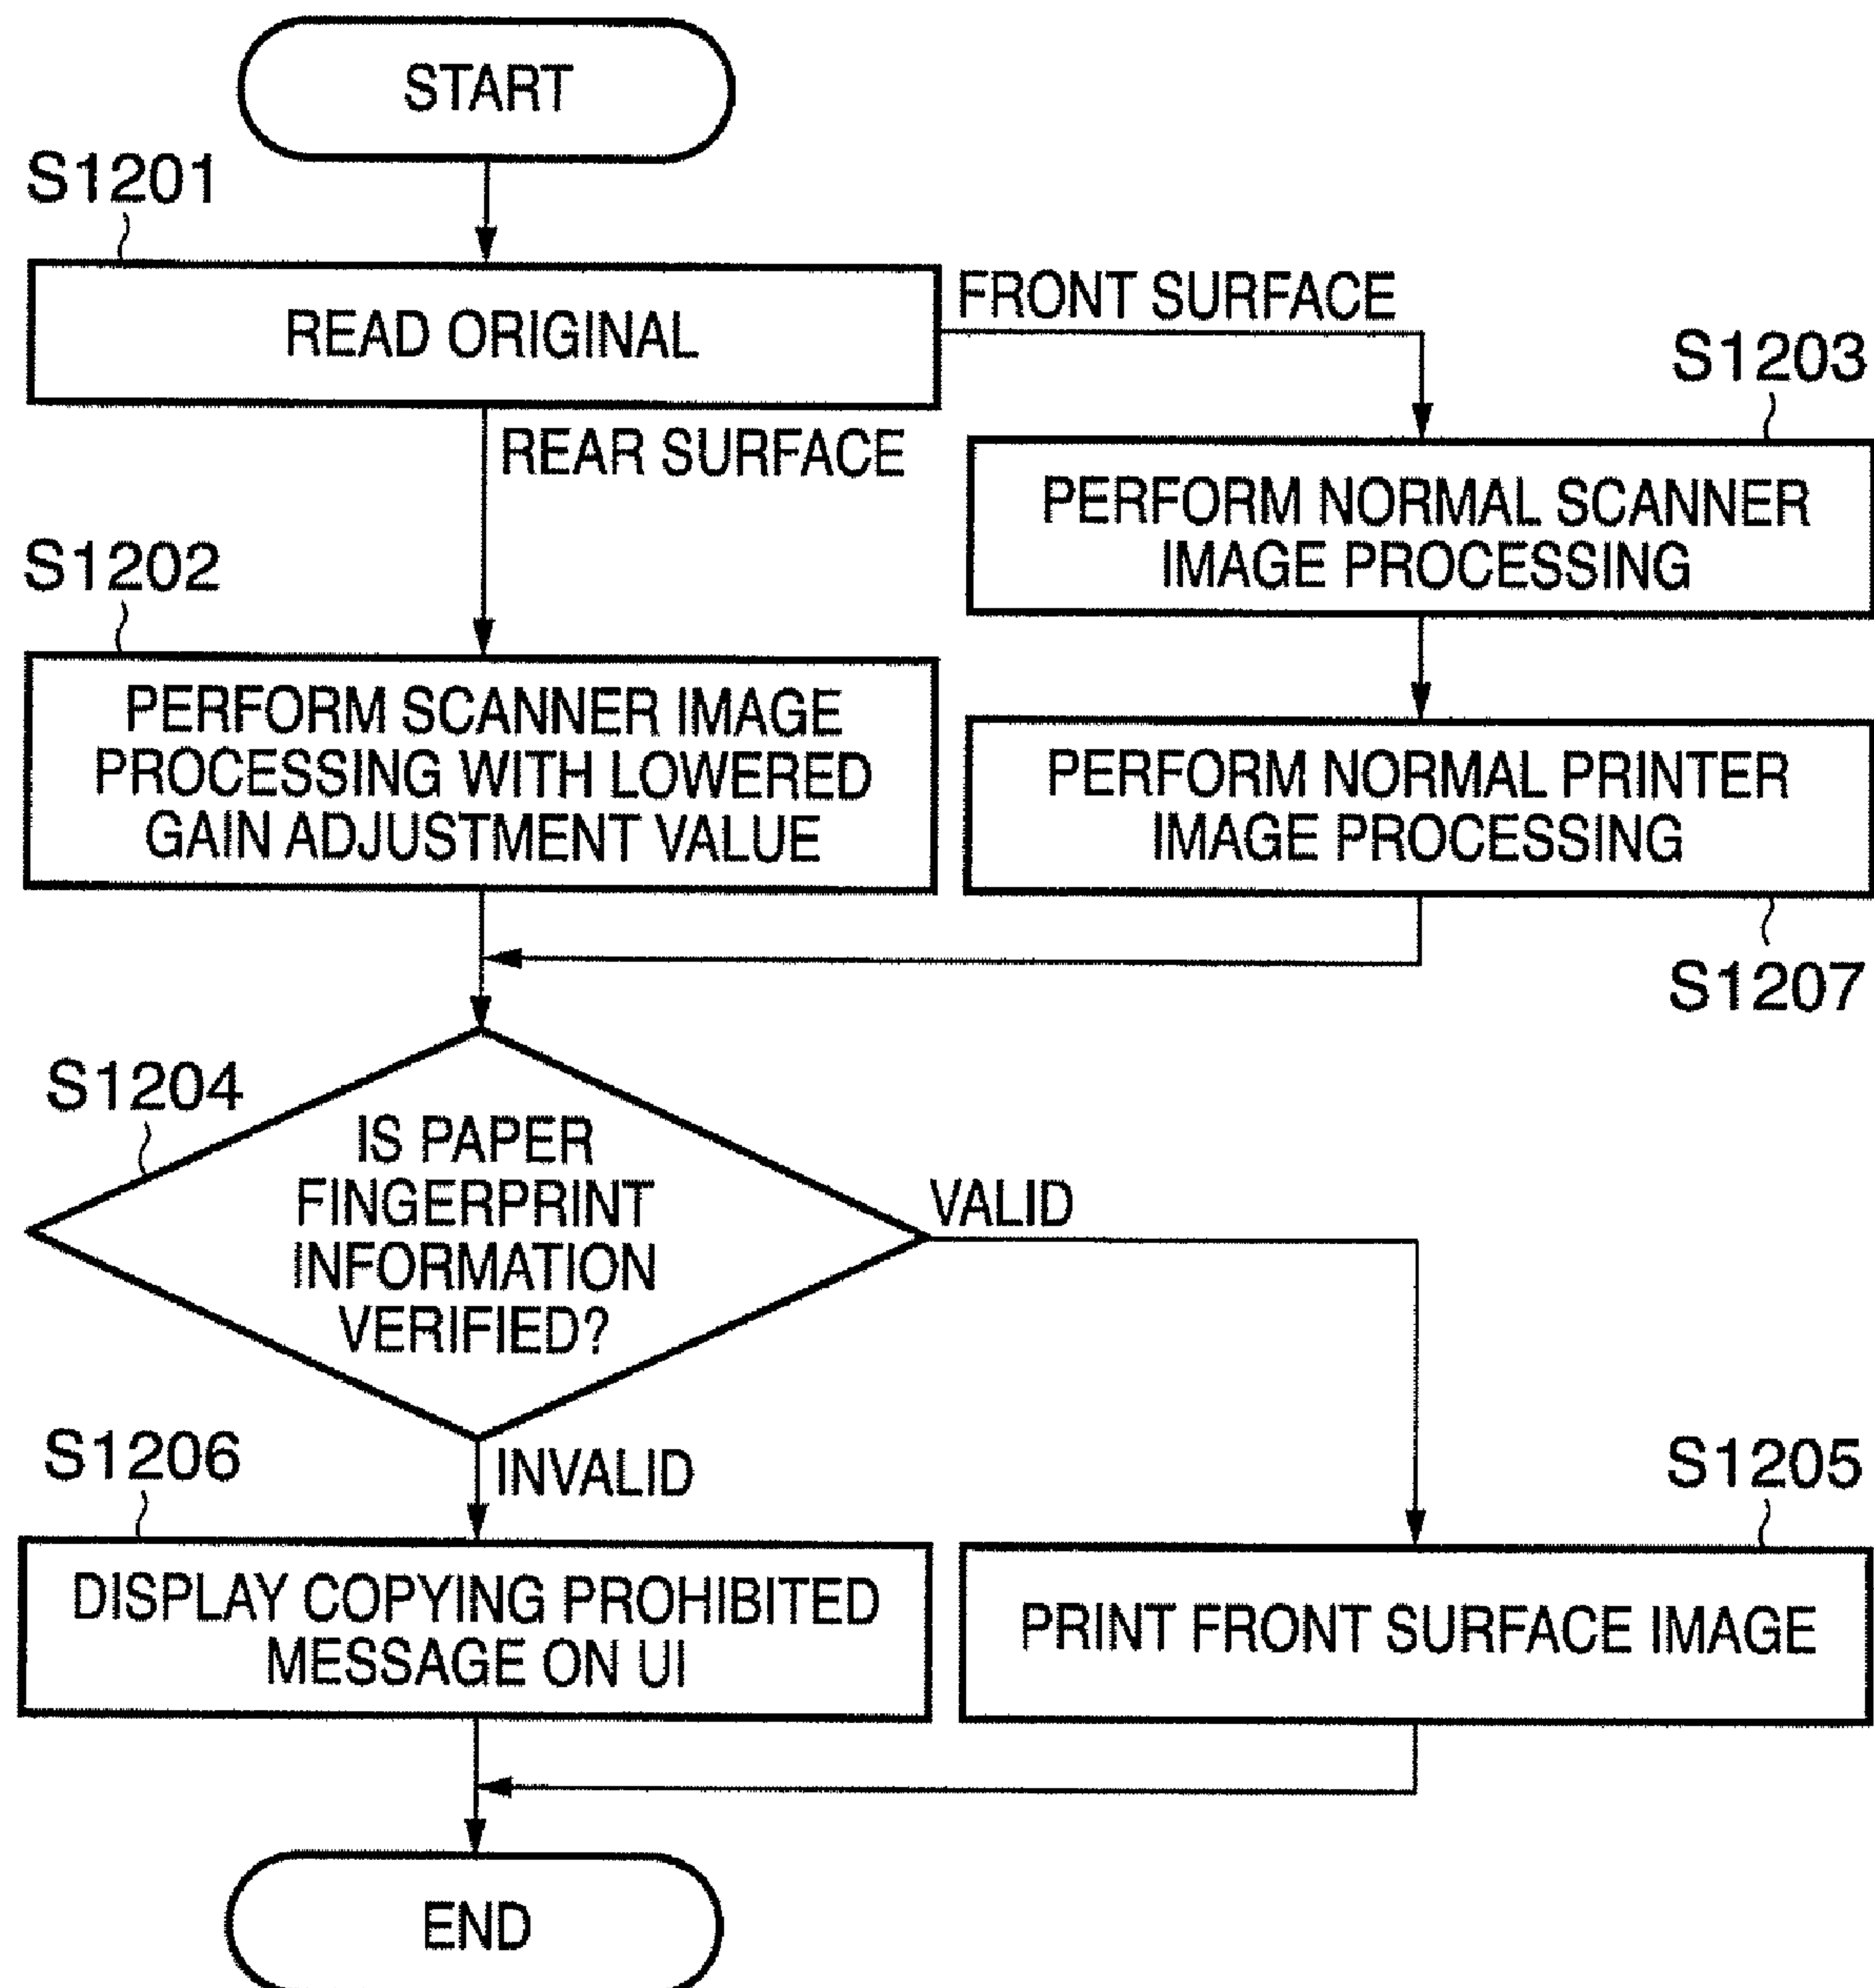 START
S1201
READ ORIGINAL
FRONT SURFACE
REAR SURFACE
S1203
PERFORM NORMAL SCANNER
IMAGE PROCESSING
S1202
PERFORM SCANNER IMAGE
PROCESSING WITH LOWERED
GAIN ADJUSTMENT VALUE
PERFORM NORMAL PRINTER
IMAGE PROCESSING
S1207
S1204
IS PAPER
FINGERPRINT
INFORMATION
VERIFIED?
VALID
INVALID
S1206
DISPLAY COPYING PROHIBITED
MESSAGE ON UI
S1205
PRINT FRONT SURFACE IMAGE
END